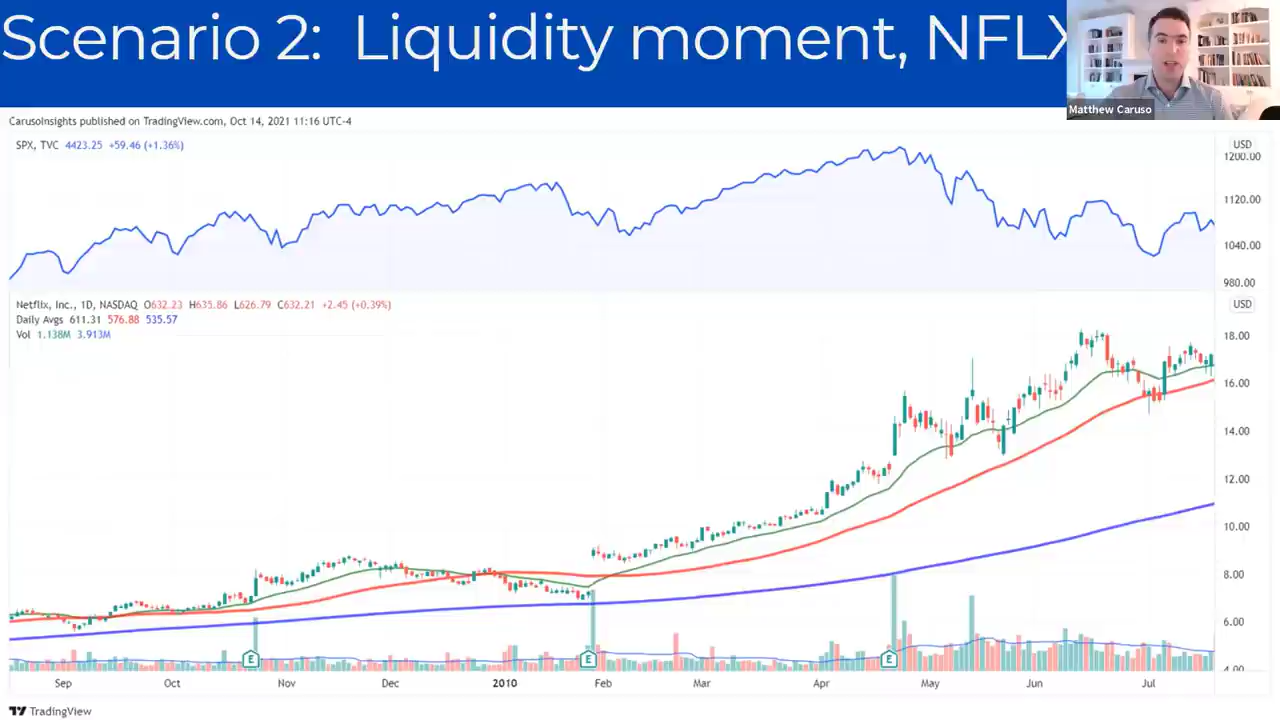 Scenario 2: Liquidity moment, NFLX
Matthew Caruso
CarusoInsights published on TradingView.com, Oct 14, 2021 11:16 UTC-4
SPX, TVC 4423.25 +59.46 (+1.36%)
USD
1200.00
1120.00
1040.00
980.00
Netflix, Inc., 1D, NASDAQ O632.23 H635.86 L626.79 C632.21 +2.45 (+0.39%)
USD
Daily Avgs 611.31 576.88 535.57
Vol 1.138M 3.913M
18.00
16.00
14.00
12.00
10.00
8.00
6.00
4.00
E E E
Sep Oct Nov Dec 2010 Feb Mar Apr May Jun Jul
TradingView